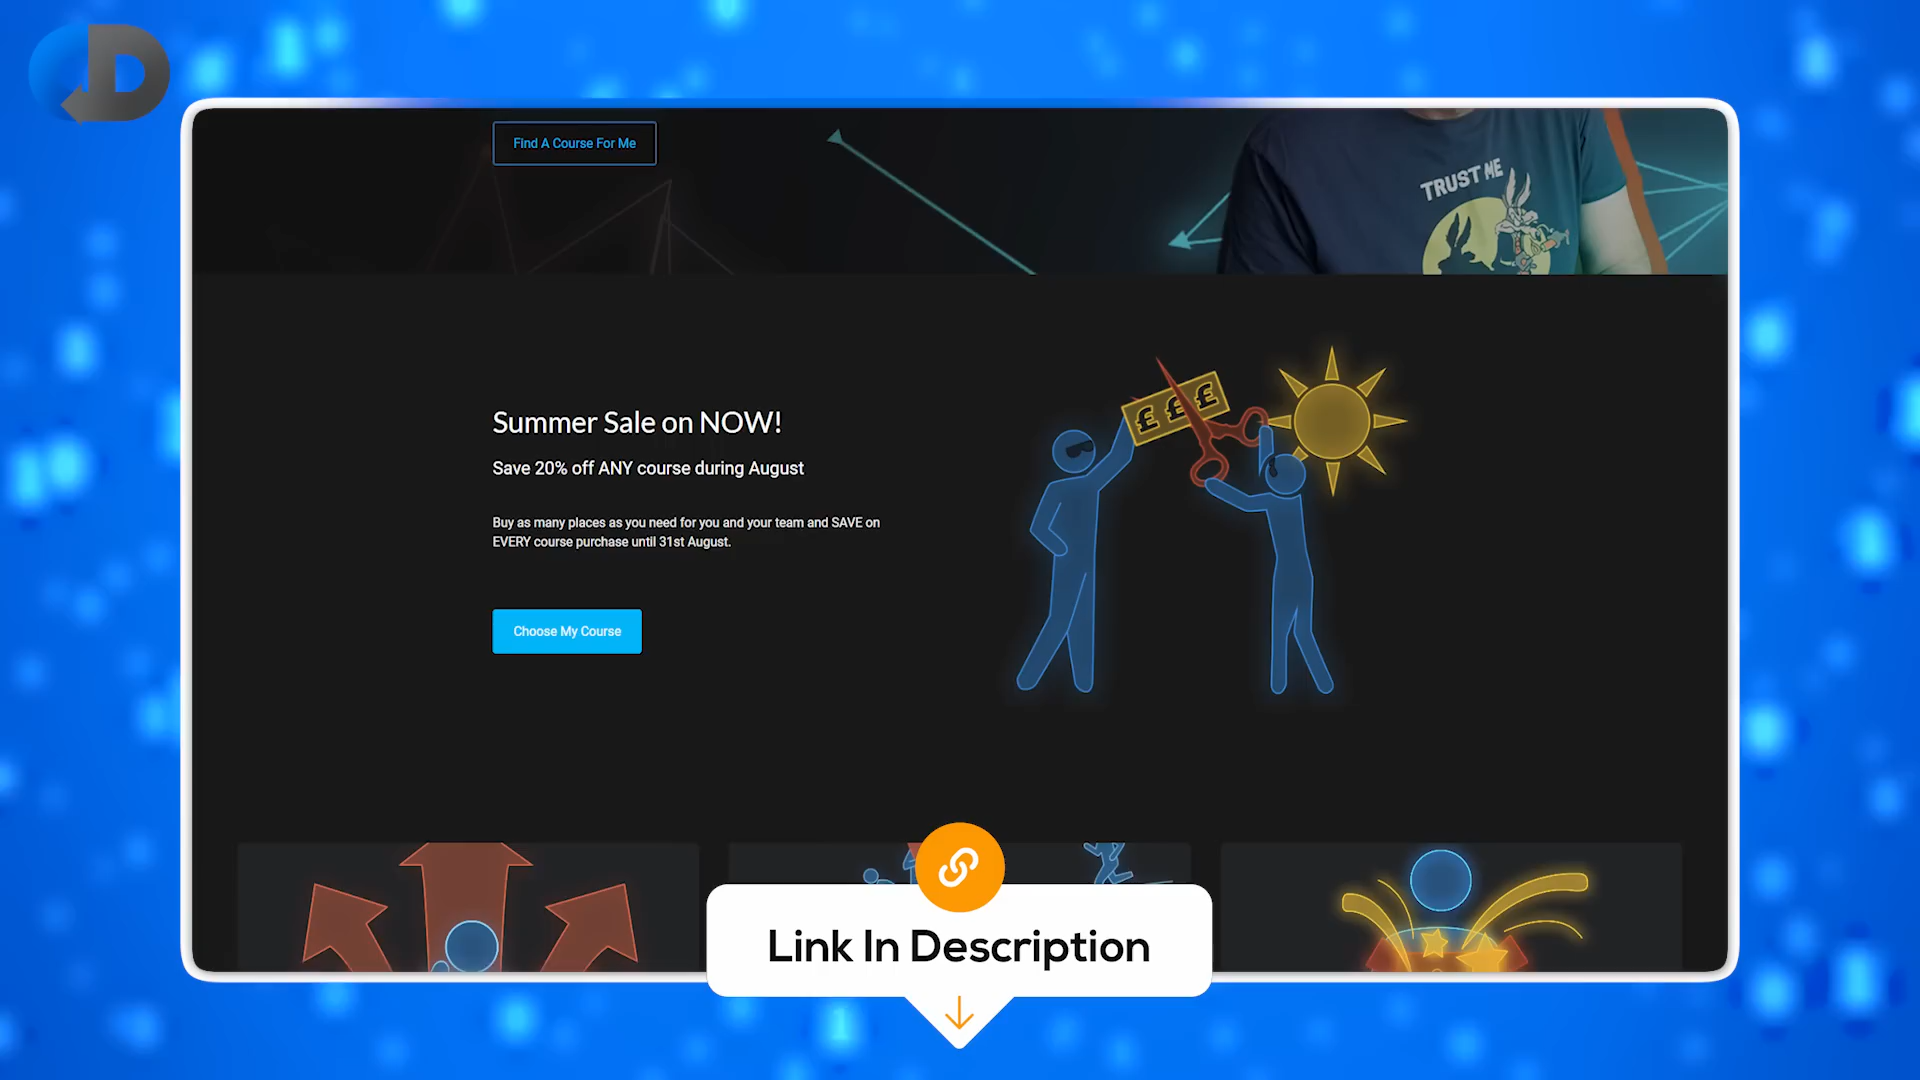 Find A Course For Me
TRUST ME
£ £ £
Summer Sale on NOW!
Save 20% off ANY course during August
Buy as many places as you need for you and your team and SAVE on
EVERY course purchase until 31st August.
Choose My Course
Link In Description